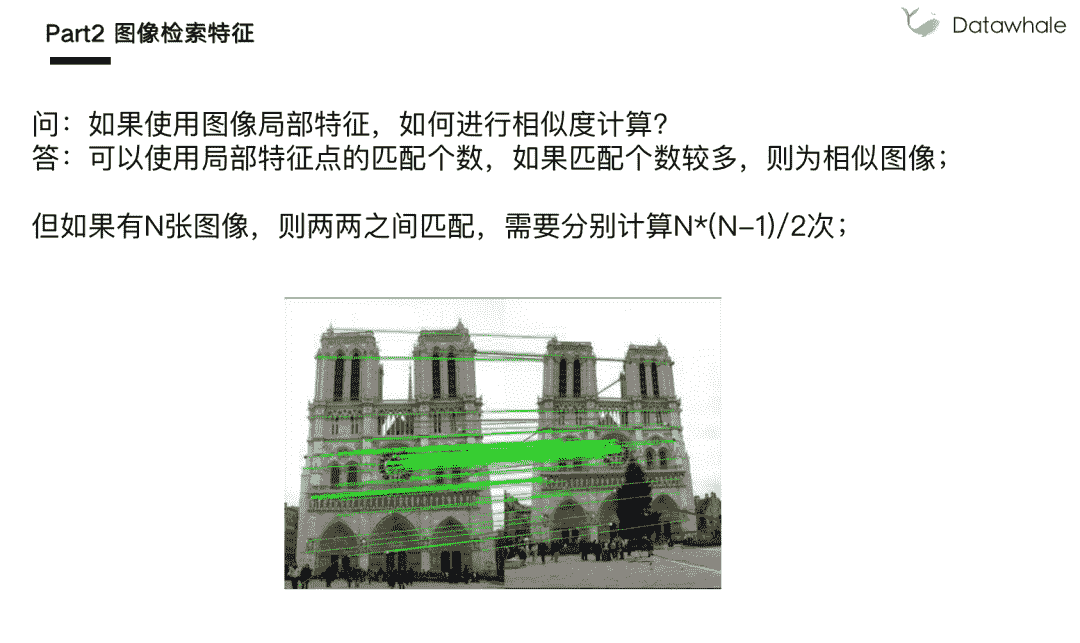 Part2 图像检索特征
Datawhale
问：如果使用图像局部特征，如何进行相似度计算？
答：可以使用局部特征点的匹配个数，如果匹配个数较多，则为相似图像；
但如果有N张图像，则两两之间匹配，需要分别计算N*(N-1)/2次；